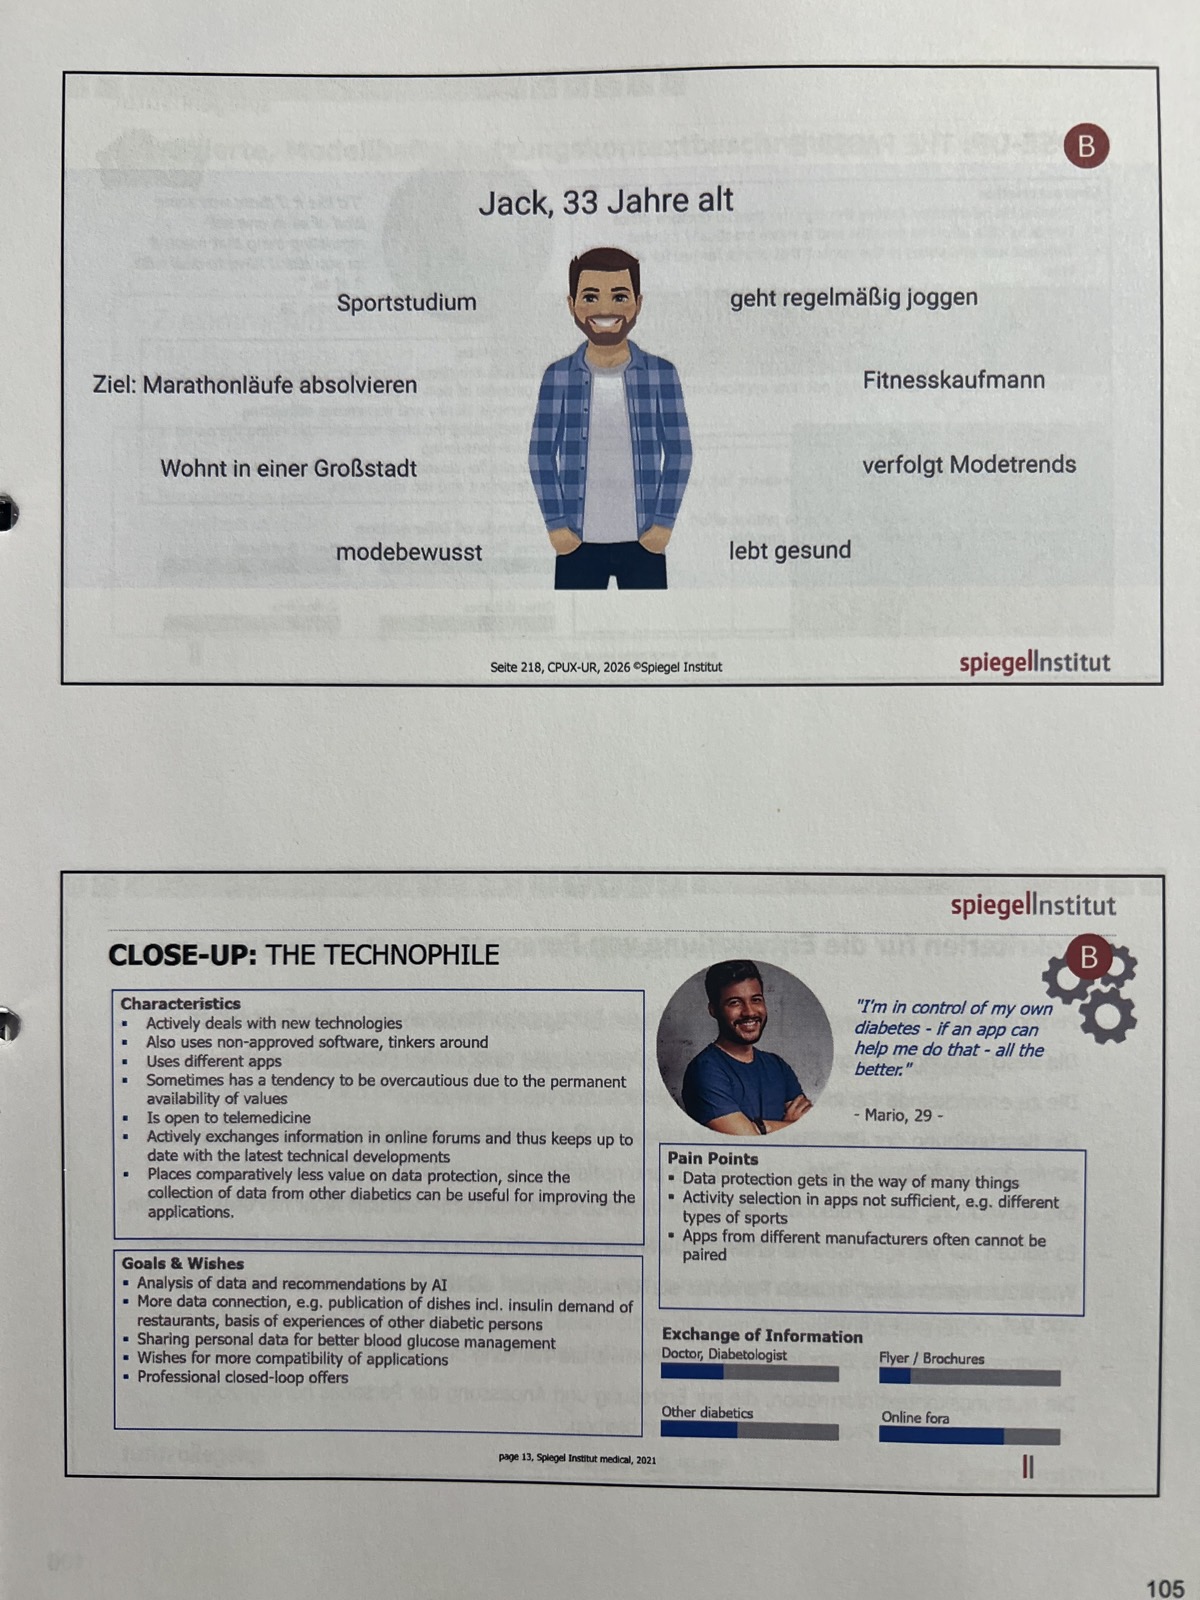 B
Jack, 33 Jahre alt
Sportstudium
geht regelmäßig joggen
Ziel: Marathonläufe absolvieren
Fitnesskaufmann
Wohnt in einer Großstadt
verfolgt Modetrends
modebewusst
lebt gesund
Seite 218, CPUX-UR, 2026 ©Spiegel Institut
spiegelInstitut
spiegelInstitut
CLOSE-UP: THE TECHNOPHILE
B
Characteristics
▪ Actively deals with new technologies
▪ Also uses non-approved software, tinkers around
▪ Uses different apps
▪ Sometimes has a tendency to be overcautious due to the permanent
availability of values
▪ Is open to telemedicine
▪ Actively exchanges information in online forums and thus keeps up to
date with the latest technical developments
▪ Places comparatively less value on data protection, since the
collection of data from other diabetics can be useful for improving the
applications.
"I'm in control of my own
diabetes - if an app can
help me do that - all the
better."
- Mario, 29 -
Pain Points
▪ Data protection gets in the way of many things
▪ Activity selection in apps not sufficient, e.g. different
types of sports
▪ Apps from different manufacturers often cannot be
paired
Goals & Wishes
▪ Analysis of data and recommendations by AI
▪ More data connection, e.g. publication of dishes incl. insulin demand of
restaurants, basis of experiences of other diabetic persons
▪ Sharing personal data for better blood glucose management
▪ Wishes for more compatibility of applications
▪ Professional closed-loop offers
Exchange of Information
Doctor, Diabetologist
Flyer / Brochures
Other diabetics
Online fora
page 13, Spiegel Institut medical, 2021
105